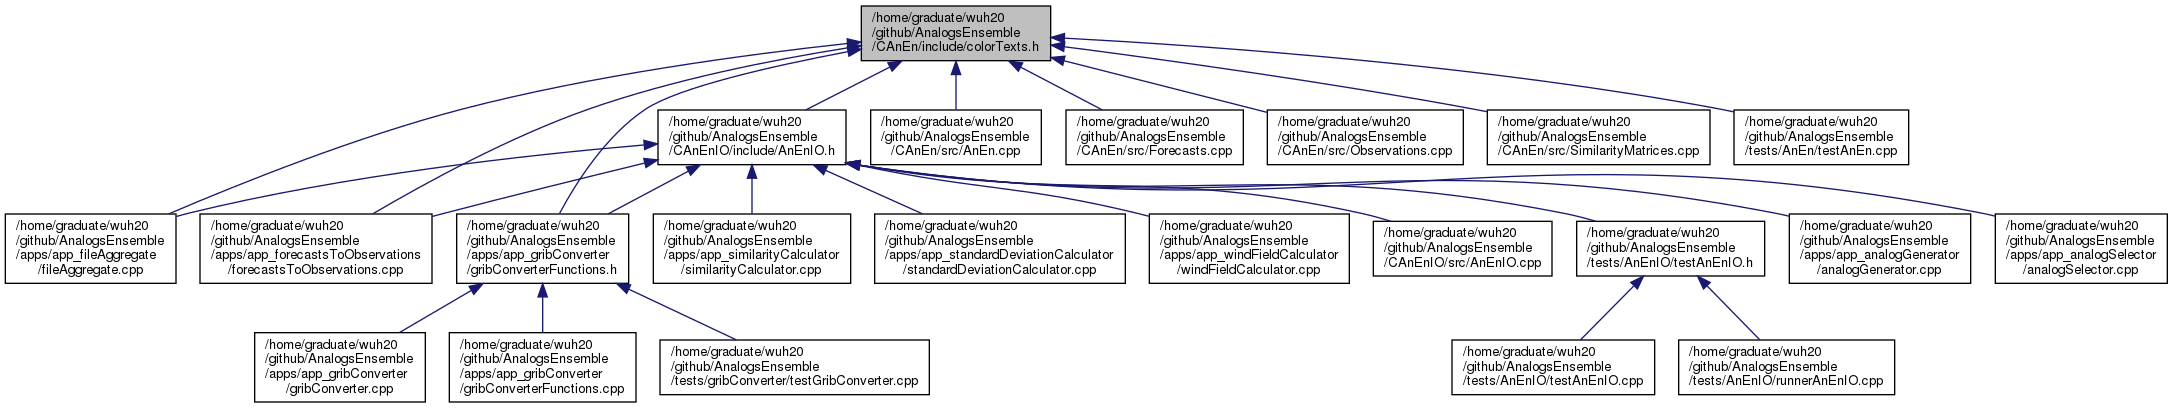 /home/graduate/wuh20
/github/AnalogsEnsemble
/CAnEn/include/colorTexts.h
/home/graduate/wuh20
/github/AnalogsEnsemble
/CAnEnIO/include/AnEnIO.h
/home/graduate/wuh20
/github/AnalogsEnsemble
/CAnEn/src/AnEn.cpp
/home/graduate/wuh20
/github/AnalogsEnsemble
/CAnEn/src/Forecasts.cpp
/home/graduate/wuh20
/github/AnalogsEnsemble
/CAnEn/src/Observations.cpp
/home/graduate/wuh20
/github/AnalogsEnsemble
/CAnEn/src/SimilarityMatrices.cpp
/home/graduate/wuh20
/github/AnalogsEnsemble
/tests/AnEn/testAnEn.cpp
/home/graduate/wuh20
/github/AnalogsEnsemble
/apps/app_fileAggregate
/fileAggregate.cpp
/home/graduate/wuh20
/github/AnalogsEnsemble
/apps/app_forecastsToObservations
/forecastsToObservations.cpp
/home/graduate/wuh20
/github/AnalogsEnsemble
/apps/app_gribConverter
/gribConverterFunctions.h
/home/graduate/wuh20
/github/AnalogsEnsemble
/apps/app_similarityCalculator
/similarityCalculator.cpp
/home/graduate/wuh20
/github/AnalogsEnsemble
/apps/app_standardDeviationCalculator
/standardDeviationCalculator.cpp
/home/graduate/wuh20
/github/AnalogsEnsemble
/apps/app_windFieldCalculator
/windFieldCalculator.cpp
/home/graduate/wuh20
/github/AnalogsEnsemble
/CAnEnIO/src/AnEnIO.cpp
/home/graduate/wuh20
/github/AnalogsEnsemble
/tests/AnEnIO/testAnEnIO.h
/home/graduate/wuh20
/github/AnalogsEnsemble
/apps/app_analogGenerator
/analogGenerator.cpp
/home/graduate/wuh20
/github/AnalogsEnsemble
/apps/app_analogSelector
/analogSelector.cpp
/home/graduate/wuh20
/github/AnalogsEnsemble
/apps/app_gribConverter
/gribConverter.cpp
/home/graduate/wuh20
/github/AnalogsEnsemble
/apps/app_gribConverter
/gribConverterFunctions.cpp
/home/graduate/wuh20
/github/AnalogsEnsemble
/tests/gribConverter/testGribConverter.cpp
/home/graduate/wuh20
/github/AnalogsEnsemble
/tests/AnEnIO/testAnEnIO.cpp
/home/graduate/wuh20
/github/AnalogsEnsemble
/tests/AnEnIO/runnerAnEnIO.cpp